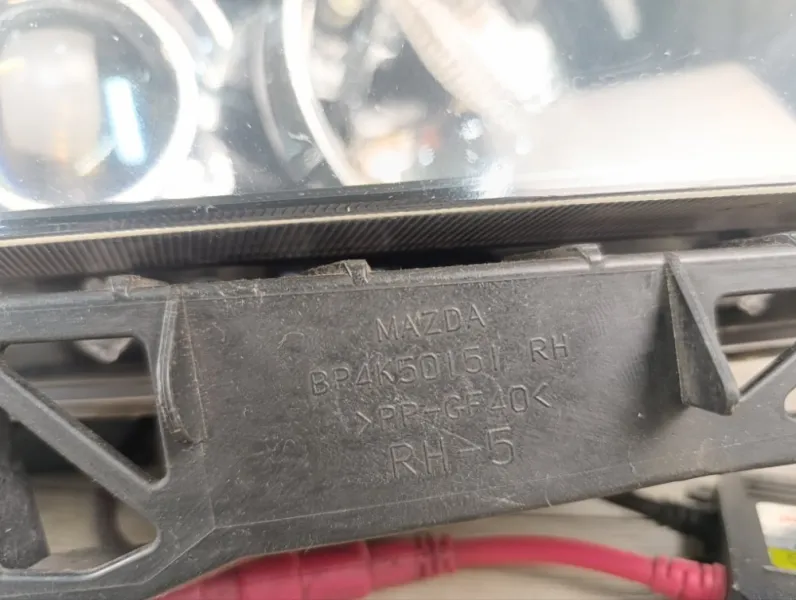 MAZDA
BP4K50151 RH
>PP-GF40<
RH-5